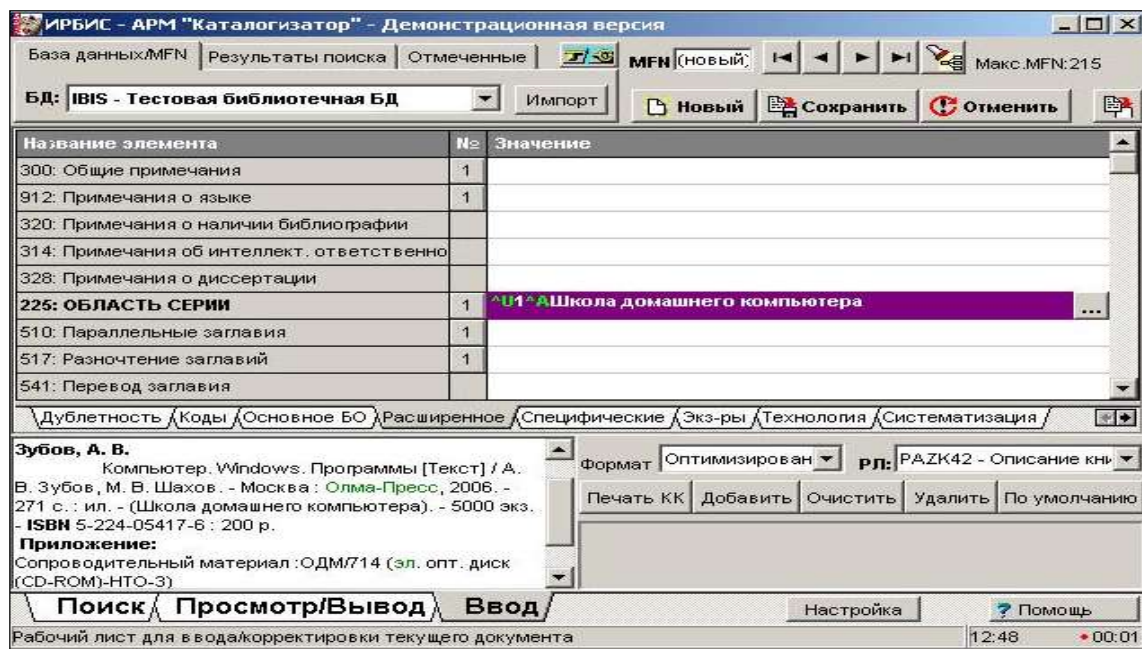 ИРБИС - АРМ "Каталогизатор" - Демонстрационная версия
База данных/MFN Результаты поиска Отмеченные MFN (новый) Макс.MFN:215
БД: IBIS - Тестовая библиотечная БД Импорт Новый Сохранить Отменить
Название элемента № Значение
300: Общие примечания 1
912: Примечания о языке 1
320: Примечания о наличии библиографии
314: Примечания об интеллект. ответственно
328: Примечания о диссертации
225: ОБЛАСТЬ СЕРИИ 1 ^U1^AШкола домашнего компьютера ...
510: Параллельные заглавия 1
517: Разночтение заглавий 1
541: Перевод заглавия
Дублетность Коды Основное БО Расширенное Специфические Экз-ры Технология Систематизация
Зубов, А. В.
Компьютер. Windows. Программы [Текст] / А.
В. Зубов, М. В. Шахов. - Москва : Олма-Пресс, 2006. -
271 с. : ил. - (Школа домашнего компьютера). - 5000 экз.
- ISBN 5-224-05417-6 : 200 р.
Приложение:
Сопроводительный материал :ОДМ/714 (эл. опт. диск
(CD-ROM)-НТО-3)
Формат Оптимизирован РЛ: PAZK42 - Описание кни
Печать КК Добавить Очистить Удалить По умолчанию
Поиск Просмотр/Вывод Ввод Настройка ? Помощь
Рабочий лист для ввода/корректировки текущего документа 12:48 00:01